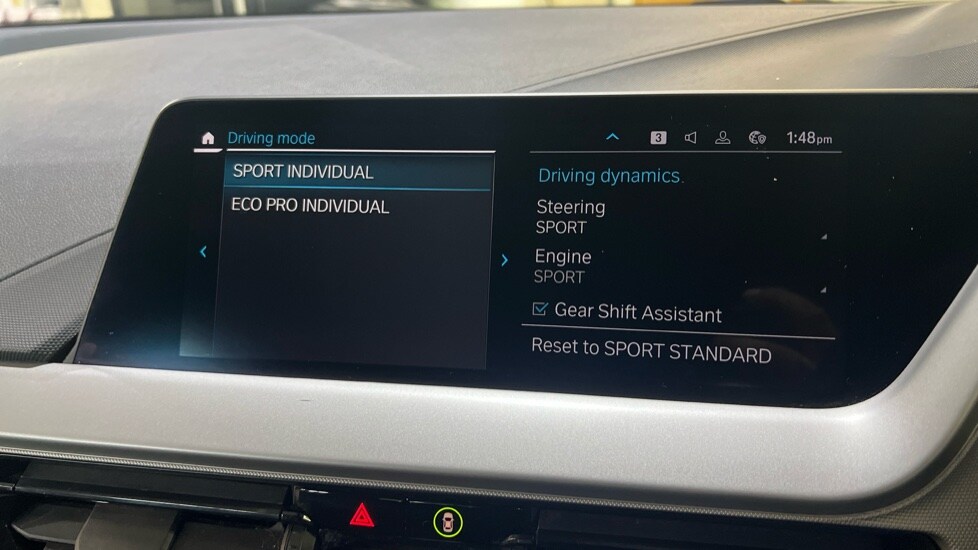 Driving mode
3
1:48pm
SPORT INDIVIDUAL
ECO PRO INDIVIDUAL
Driving dynamics
Steering
SPORT
Engine
SPORT
Gear Shift Assistant
Reset to SPORT STANDARD